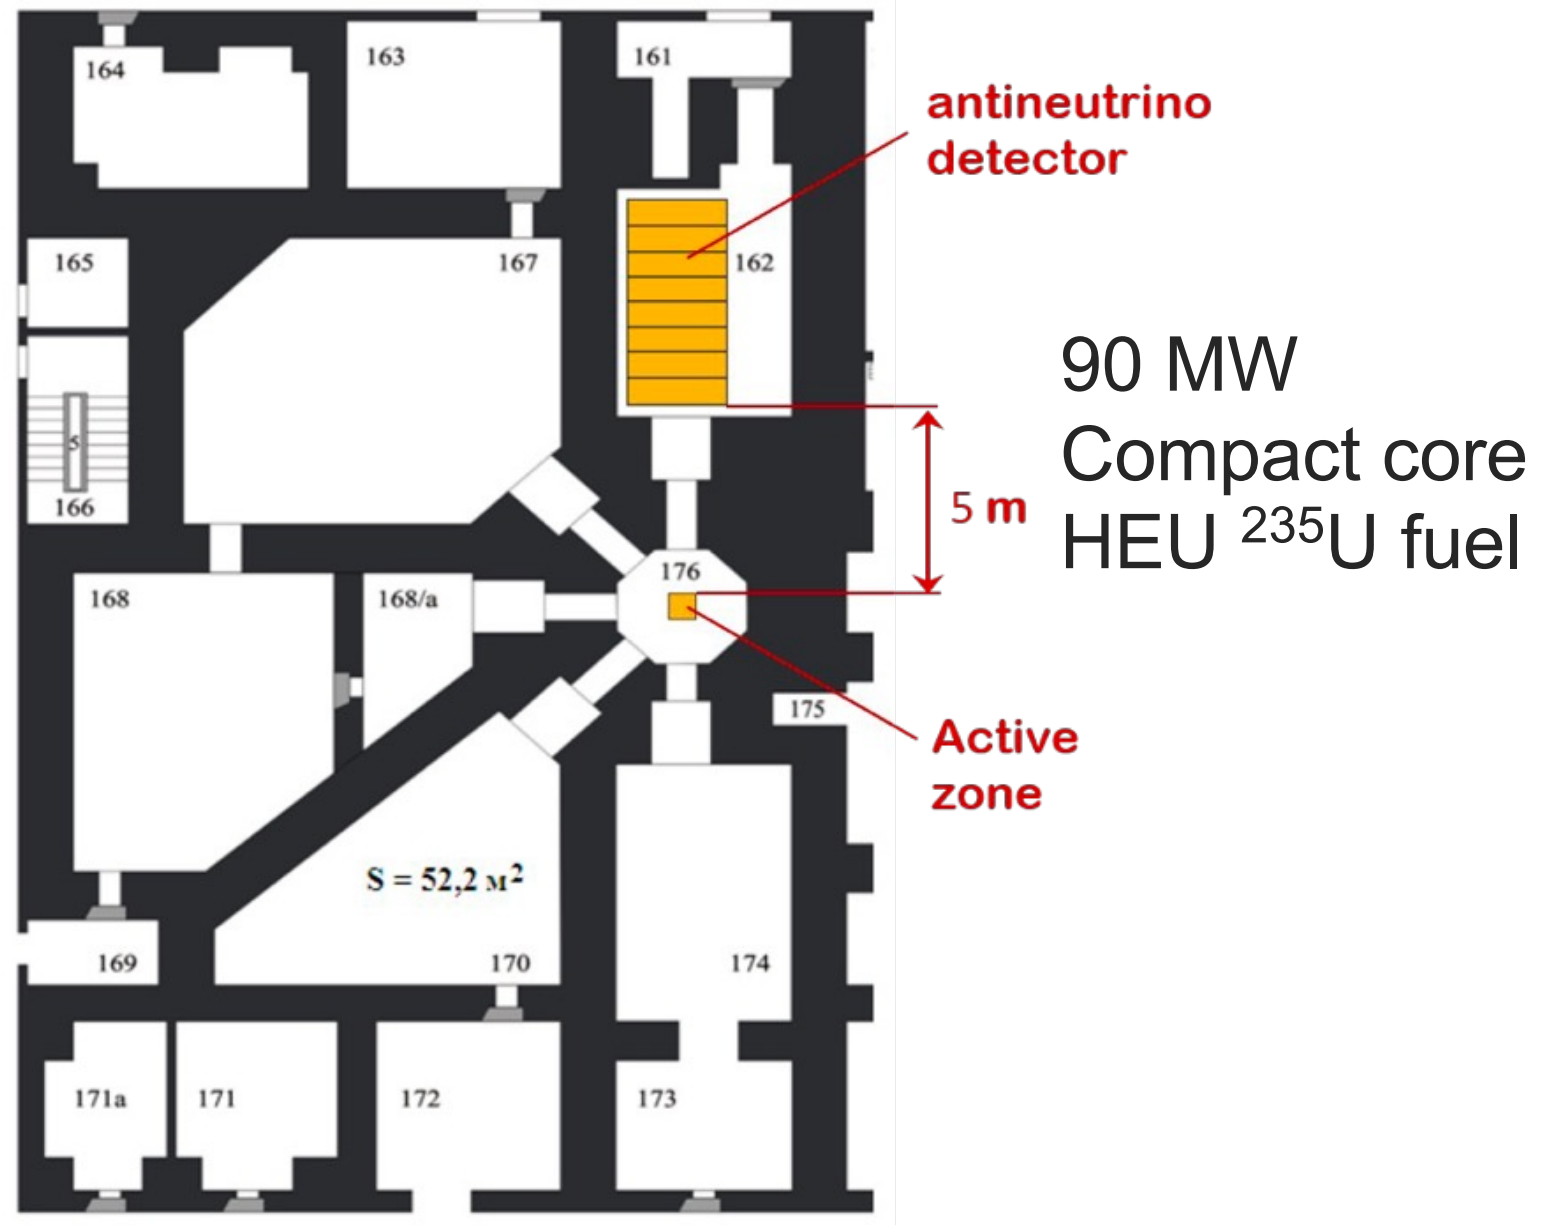 164
163
161
antineutrino
detector
165
167
162
90 MW
Compact core
HEU ²³⁵U fuel
5
166
5 m
176
168
168/a
175
Active
zone
S = 52,2 м²
169
170
174
171a
171
172
173